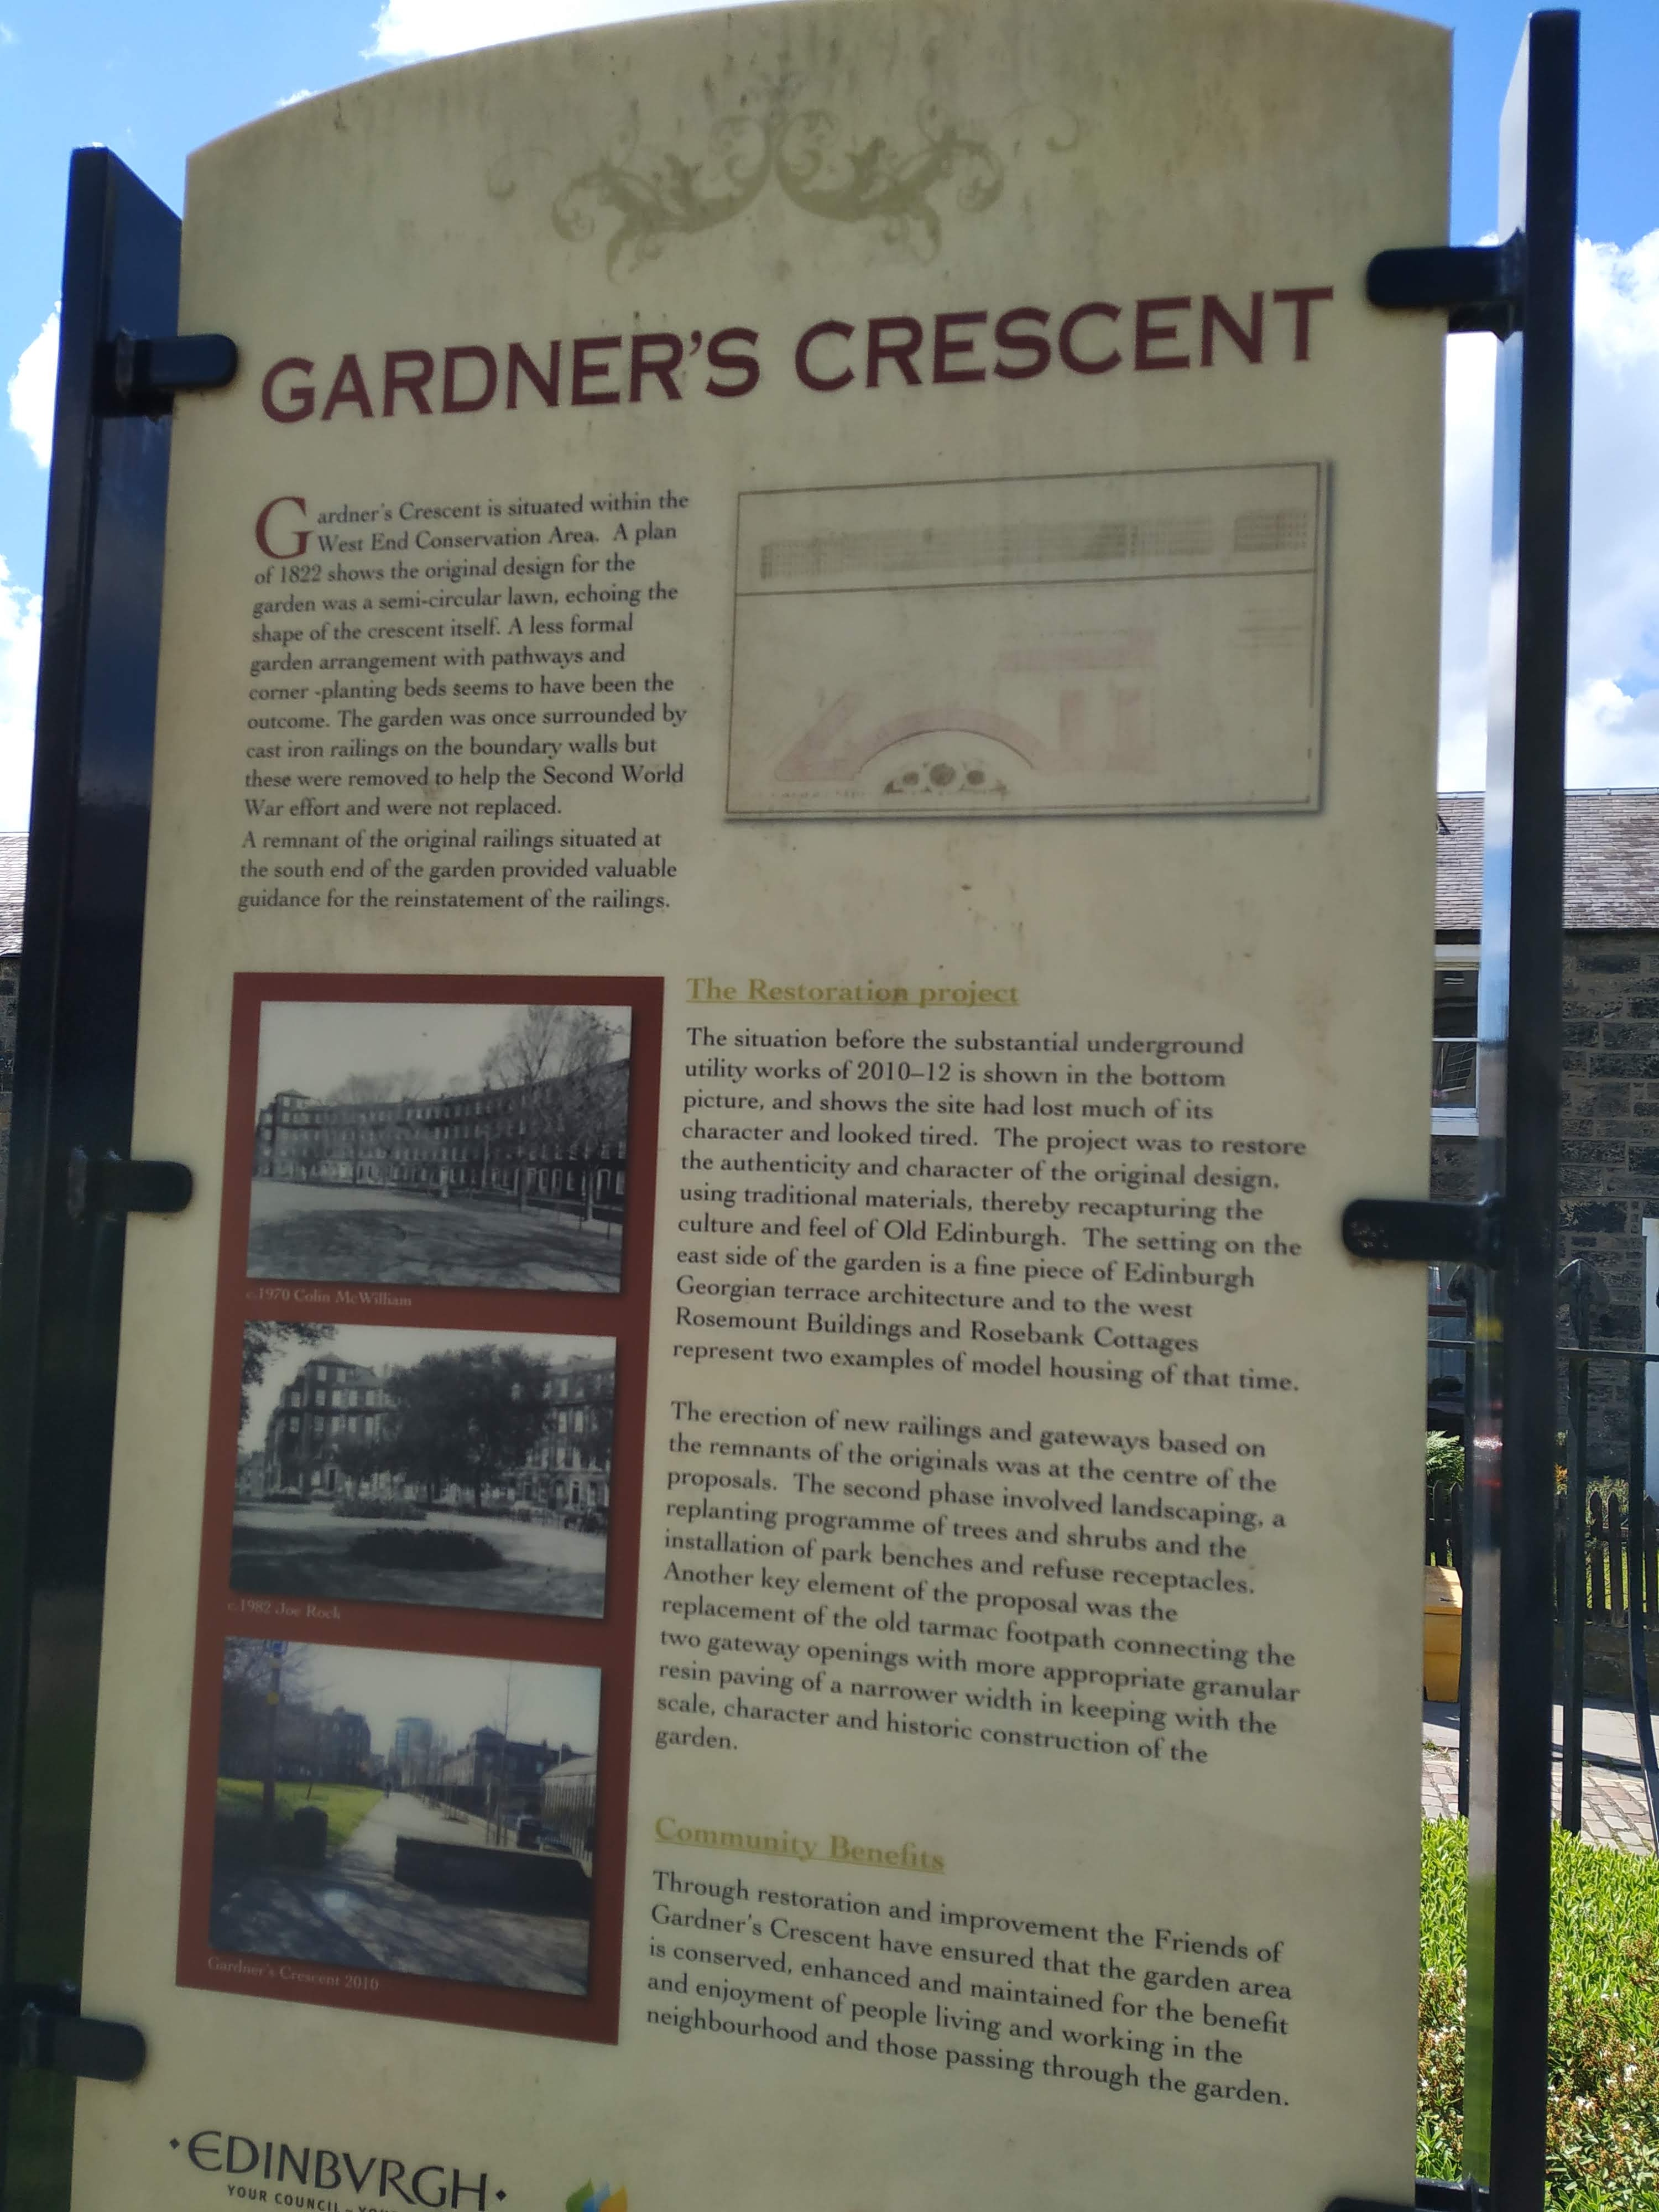 GARDNER'S CRESCENT
Gardner's Crescent is situated within the
West End Conservation Area. A plan
of 1822 shows the original design for the
garden was a semi-circular lawn, echoing the
shape of the crescent itself. A less formal
garden arrangement with pathways and
corner -planting beds seems to have been the
outcome. The garden was once surrounded by
cast iron railings on the boundary walls but
these were removed to help the Second World
War effort and were not replaced.
A remnant of the original railings situated at
the south end of the garden provided valuable
guidance for the reinstatement of the railings.
c.1970 Colin McWilliam
c.1982 Joe Rock
Gardner's Crescent 2010
The Restoration project
The situation before the substantial underground
utility works of 2010–12 is shown in the bottom
picture, and shows the site had lost much of its
character and looked tired. The project was to restore
the authenticity and character of the original design,
using traditional materials, thereby recapturing the
culture and feel of Old Edinburgh. The setting on the
east side of the garden is a fine piece of Edinburgh
Georgian terrace architecture and to the west
Rosemount Buildings and Rosebank Cottages
represent two examples of model housing of that time.
The erection of new railings and gateways based on
the remnants of the originals was at the centre of the
proposals. The second phase involved landscaping, a
replanting programme of trees and shrubs and the
installation of park benches and refuse receptacles.
Another key element of the proposal was the
replacement of the old tarmac footpath connecting the
two gateway openings with more appropriate granular
resin paving of a narrower width in keeping with the
scale, character and historic construction of the
garden.
Community Benefits
Through restoration and improvement the Friends of
Gardner's Crescent have ensured that the garden area
is conserved, enhanced and maintained for the benefit
and enjoyment of people living and working in the
neighbourhood and those passing through the garden.
·EDINBVRGH·
YOUR COUNCIL –